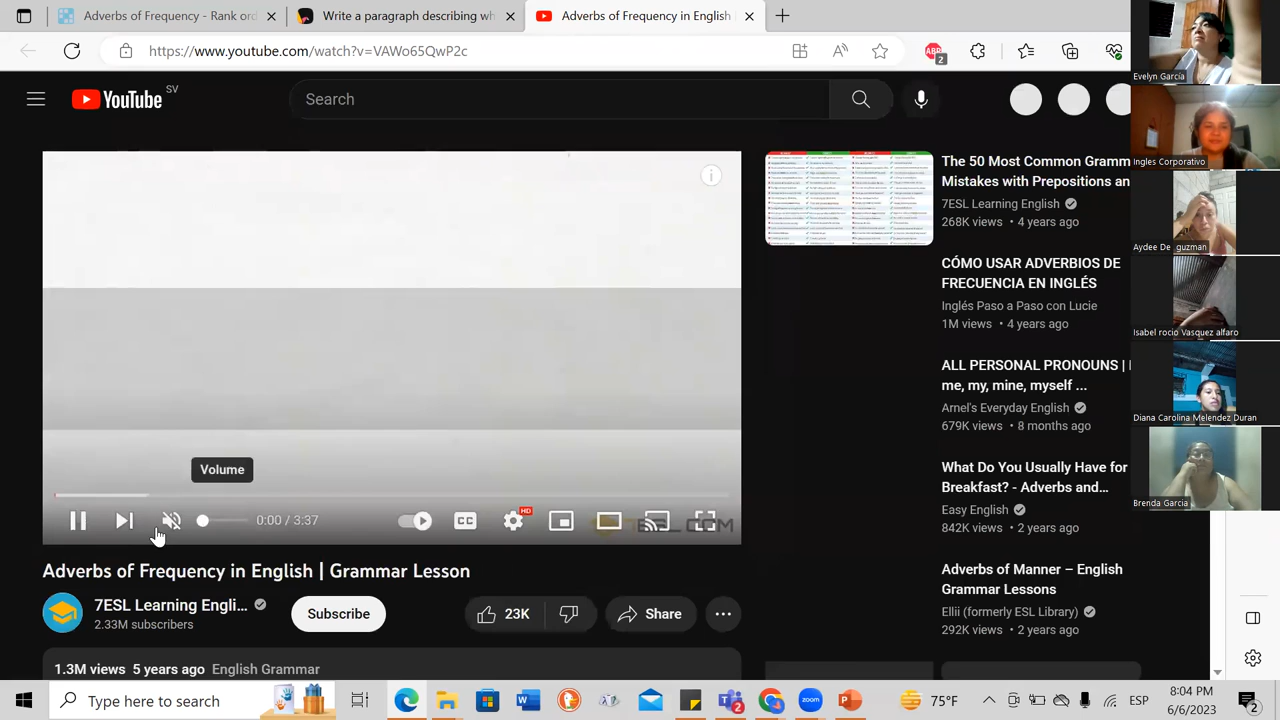 Adverbs of Frequency - Rank ord
Write a paragraph describing wh
Adverbs of Frequency in English
https://www.youtube.com/watch?v=VAWo65QwP2c
ABP
2
YouTube
SV
Search
Evelyn Garcia
Ingles Corporativo
Aydee De guzman
Isabel rocio Vasquez alfaro
Diana Carolina Melendez Duran
Brenda Garcia
The 50 Most Common Gramm
Mistakes with Preposition an
7ESL Learning English
268K views • 4 years ago
CÓMO USAR ADVERBIOS DE
FRECUENCIA EN INGLÉS
Inglés Paso a Paso con Lucie
1M views • 4 years ago
ALL PERSONAL PRONOUNS |
me, my, mine, myself ...
Arnel's Everyday English
679K views • 8 months ago
What Do You Usually Have for
Breakfast? - Adverbs and...
Easy English
842K views • 2 years ago
Adverbs of Manner – English
Grammar Lessons
Ellii (formerly ESL Library)
292K views • 2 years ago
Volume
0:00 / 3:37
CC
HD
Adverbs of Frequency in English | Grammar Lesson
7ESL Learning Engli...
2.33M subscribers
Subscribe
23K
Share
1.3M views 5 years ago English Grammar
Type here to search
75°F
ESP
8:04 PM
6/6/2023
2